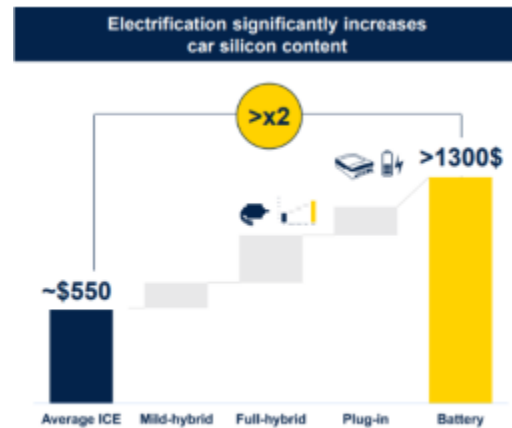 Electrification significantly increases
car silicon content
>x2
>1300$
~$550
Average ICE
Mild-hybrid
Full-hybrid
Plug-in
Battery